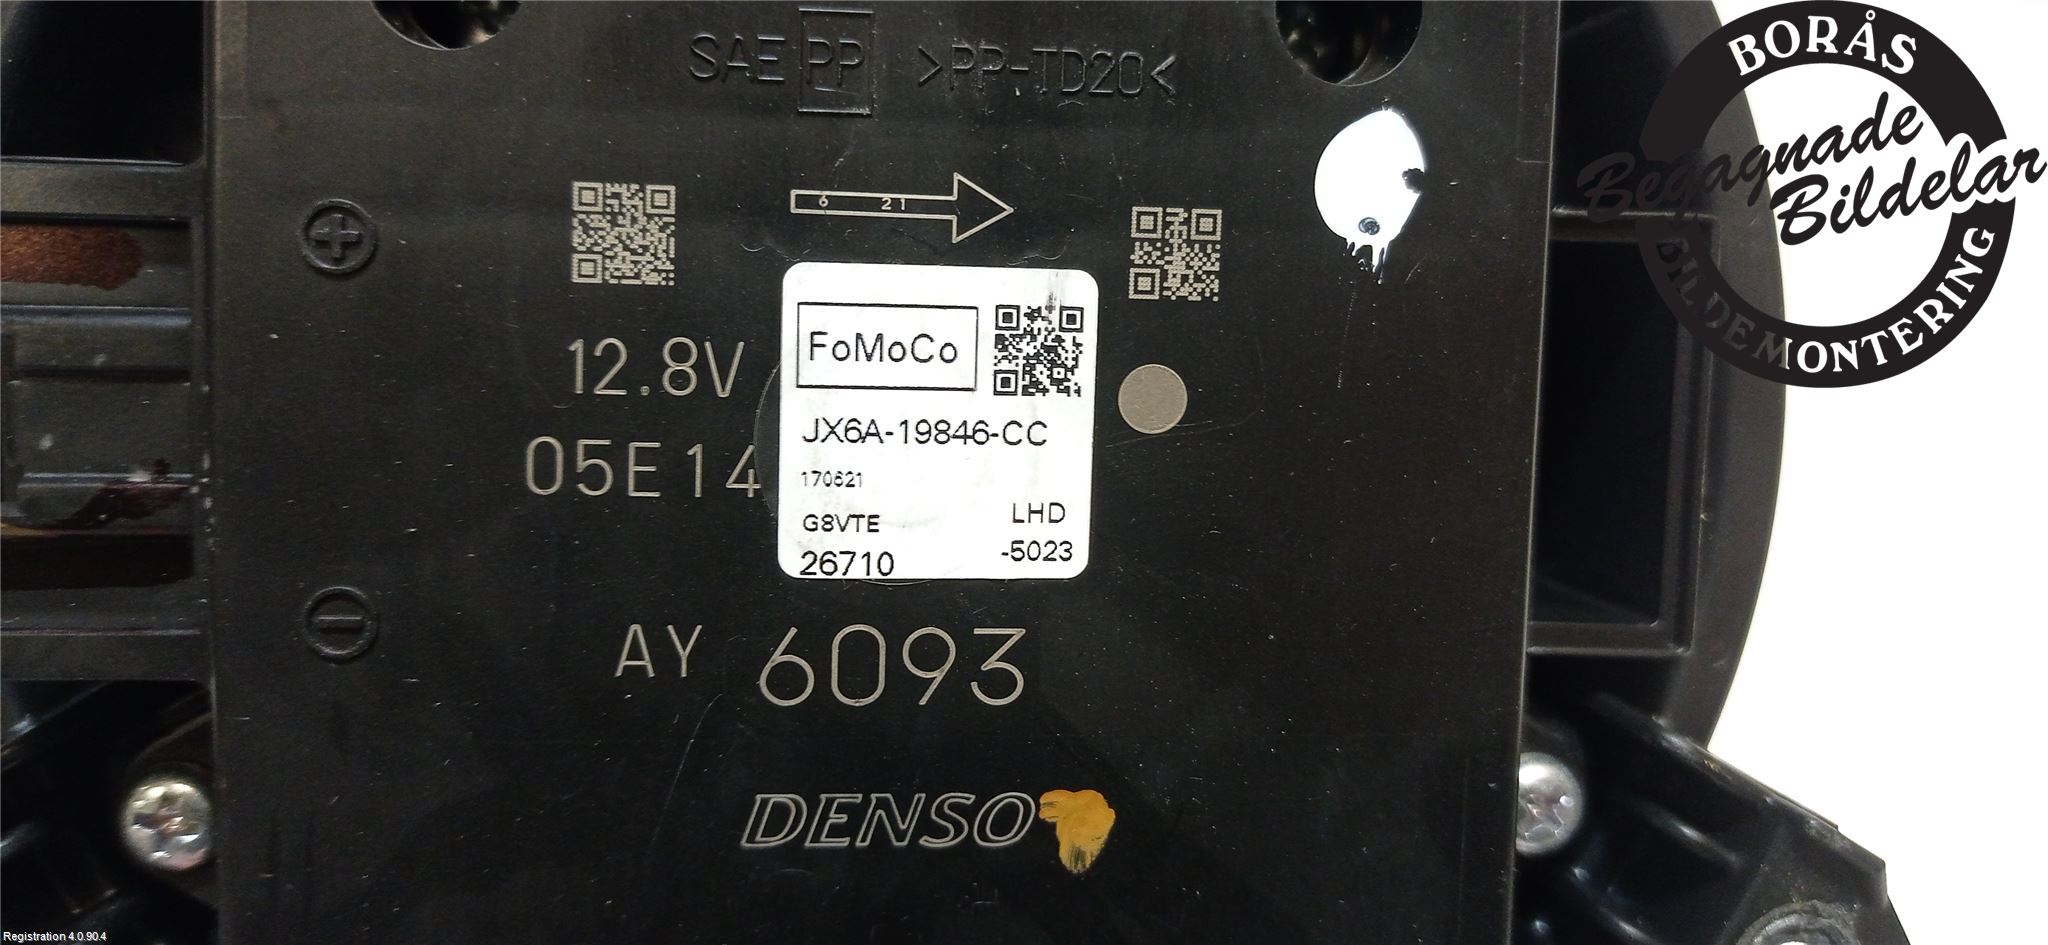 SAE PP >PP-TD20<
6 21
12.8V
05E14
FoMoCo
JX6A-19846-CC
170621
G8VTE LHD
26710 -5023
AY 6093
DENSO
BORÅS
Begagnade
Bildelar
BILDEMONTERING
Registration 4.0.90.4